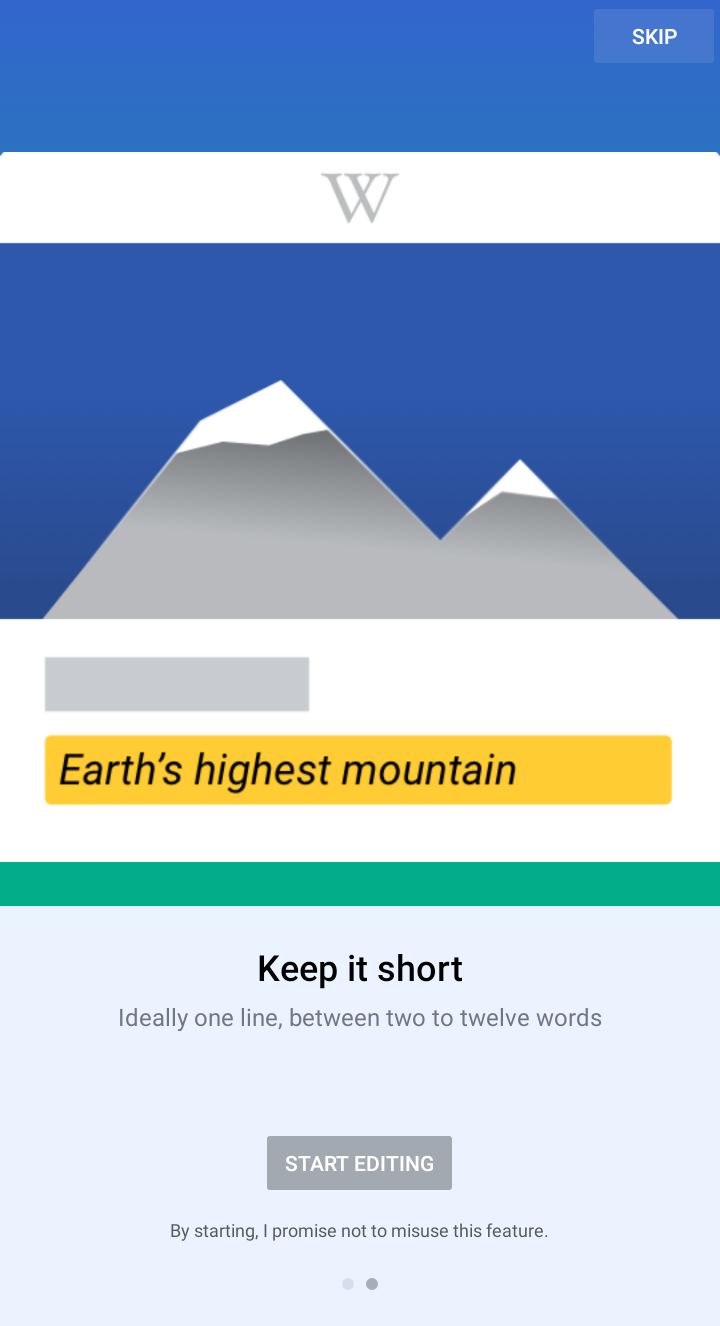 SKIP
W
Earth's highest mountain
Keep it short
Ideally one line, between two to twelve words
START EDITING
By starting, I promise not to misuse this feature.